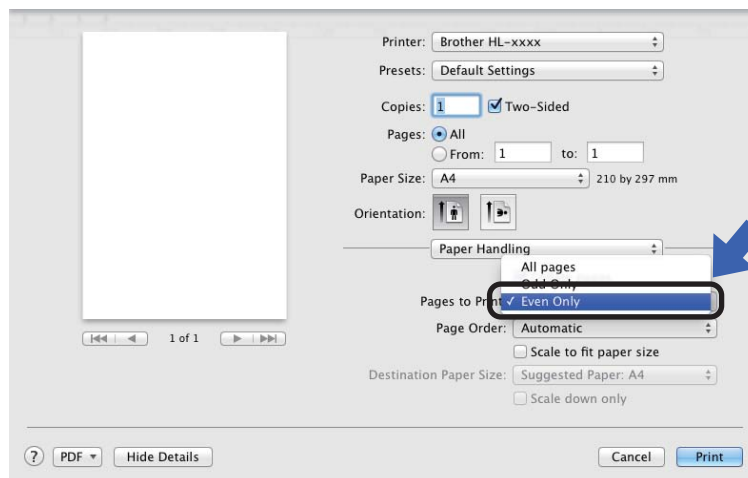 Printer: Brother HL-xxxx
Presets: Default Settings
Copies: 1 Two-Sided
Pages: All
From: 1 to: 1
Paper Size: A4 210 by 297 mm
Orientation:
Paper Handling
All pages
Odd Only
Pages to Print ✓ Even Only
Page Order: Automatic
1 of 1
Scale to fit paper size
Destination Paper Size: Suggested Paper: A4
Scale down only
? PDF Hide Details Cancel Print